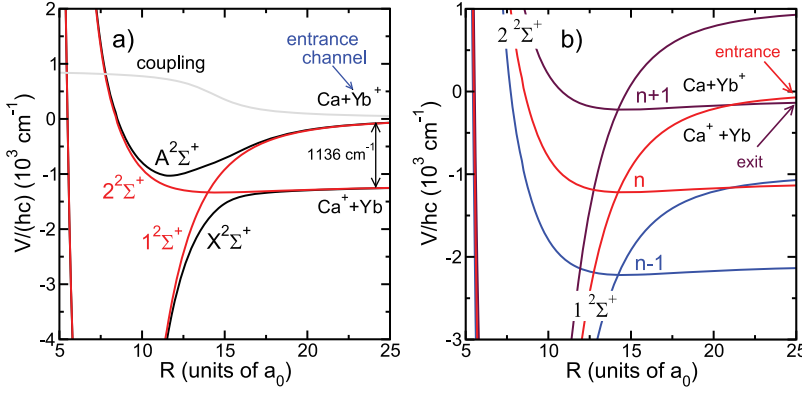 a)
entrance
channel
coupling
Ca+Yb⁺
A²Σ⁺
1136 cm⁻¹
2²Σ⁺
Ca⁺+Yb
1²Σ⁺
X²Σ⁺
V/(hc) (10³ cm⁻¹)
2
1
0
-1
-2
-3
-4
5 10 15 20 25
R (units of a₀)
b)
2 ²Σ⁺
entrance
n+1
Ca+Yb⁺
Ca⁺ +Yb
exit
n
n-1
1 ²Σ⁺
V/hc (10³ cm⁻¹)
1
0
-1
-2
-3
5 10 15 20 25
R (units of a₀)